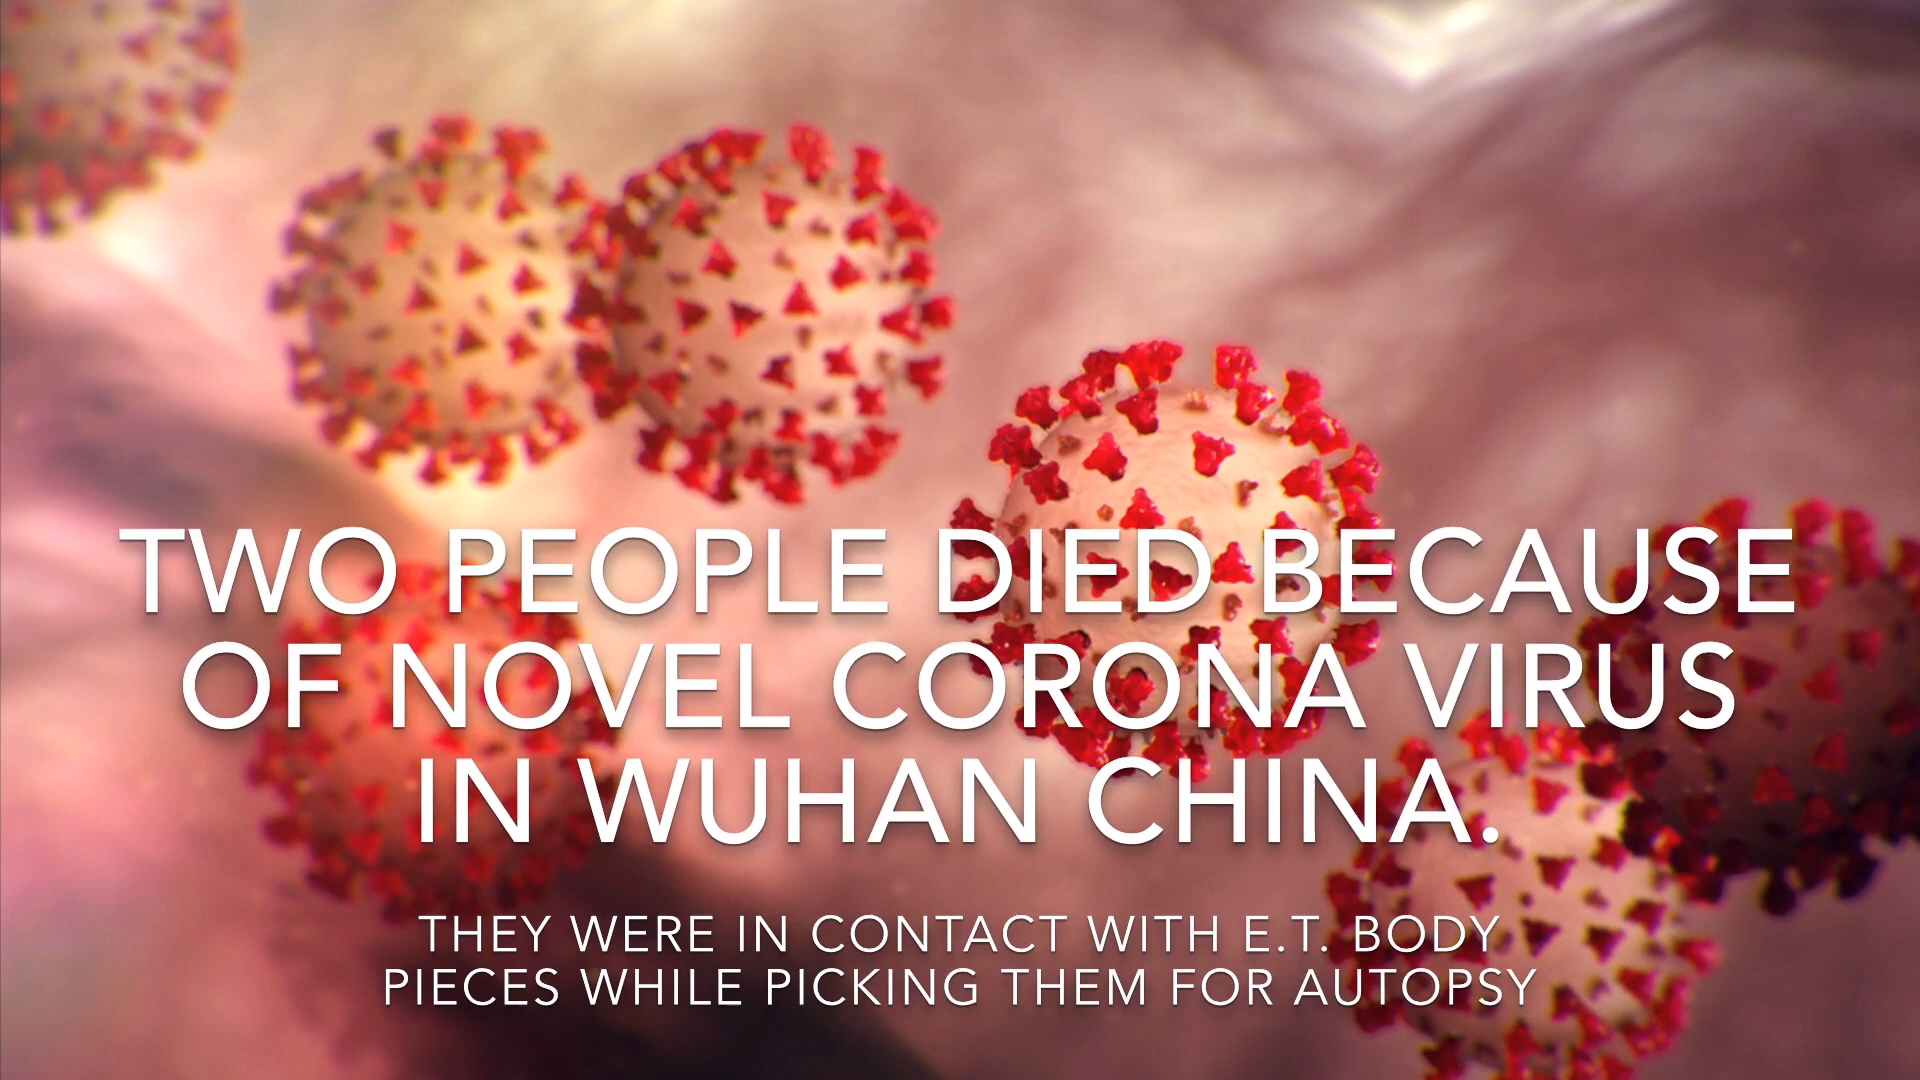 TWO PEOPLE DIED BECAUSE
OF NOVEL CORONA VIRUS
IN WUHAN CHINA.
THEY WERE IN CONTACT WITH E.T. BODY
PIECES WHILE PICKING THEM FOR AUTOPSY